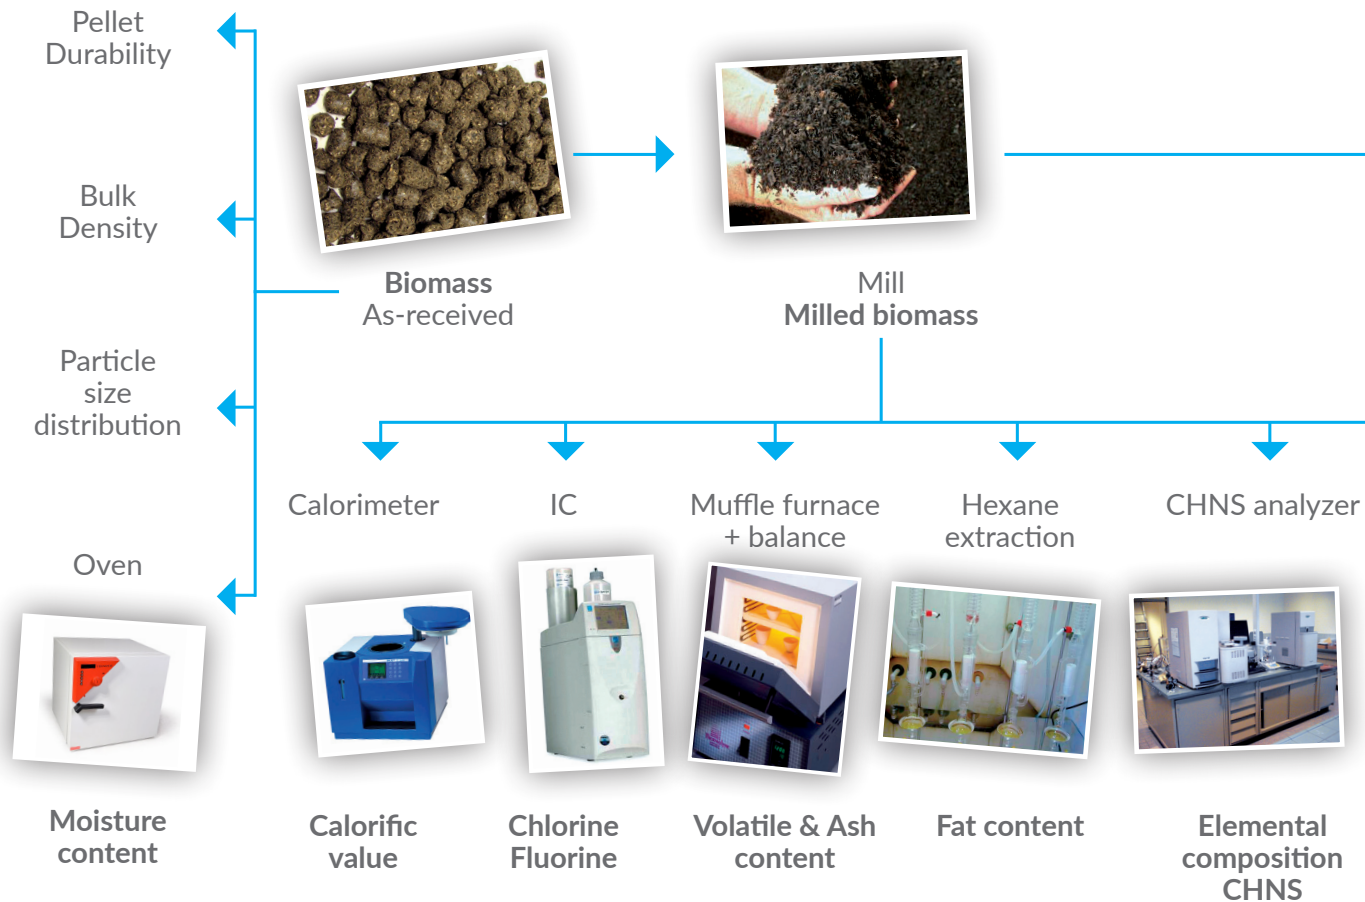 Pellet
Durability
Bulk
Density
Particle
size
distribution
Oven
Moisture
content
Biomass
As-received
Mill
Milled biomass
Calorimeter
Calorific
value
IC
Chlorine
Fluorine
Muffle furnace
+ balance
Volatile & Ash
content
Hexane
extraction
Fat content
CHNS analyzer
Elemental
composition
CHNS